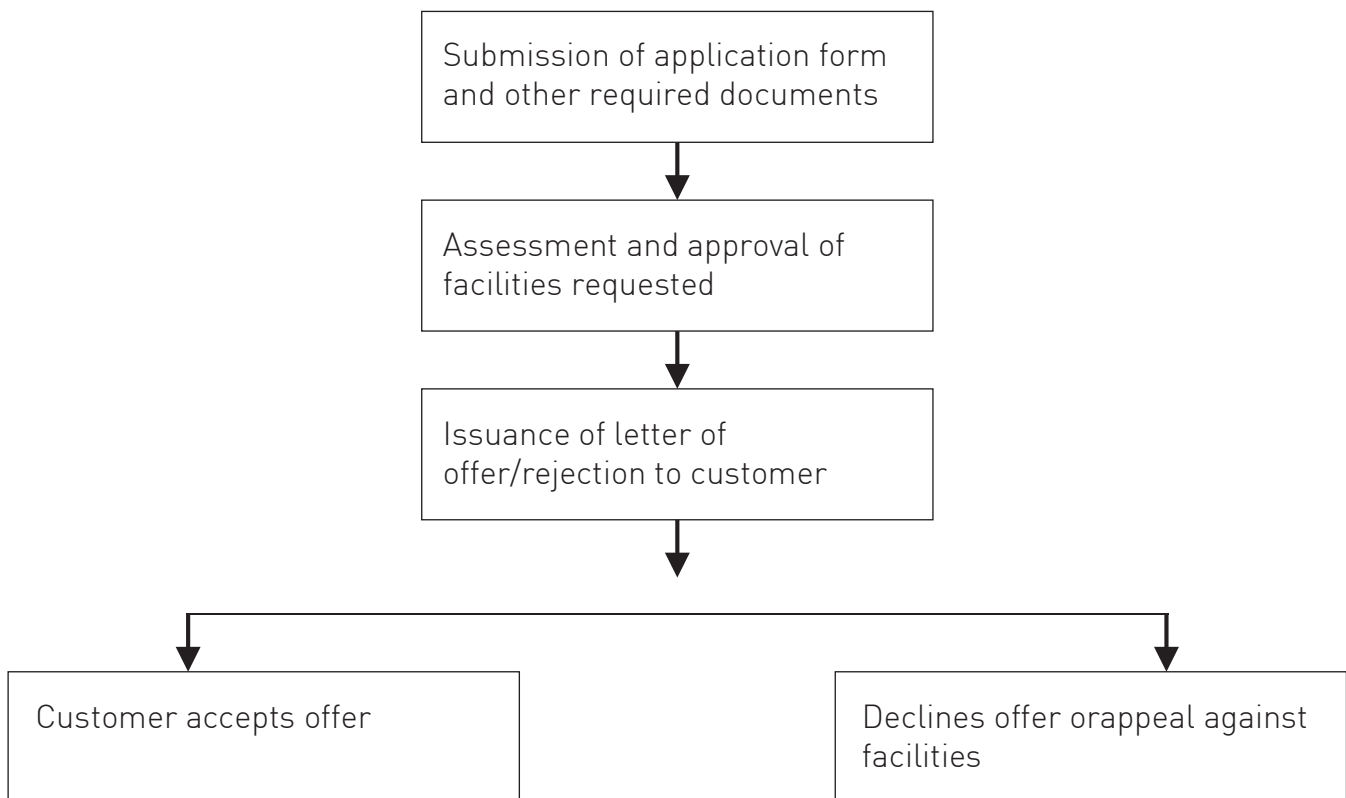 Submission of application form
and other required documents
Assessment and approval of
facilities requested
Issuance of letter of
offer/rejection to customer
Customer accepts offer
Declines offer orappeal against
facilities